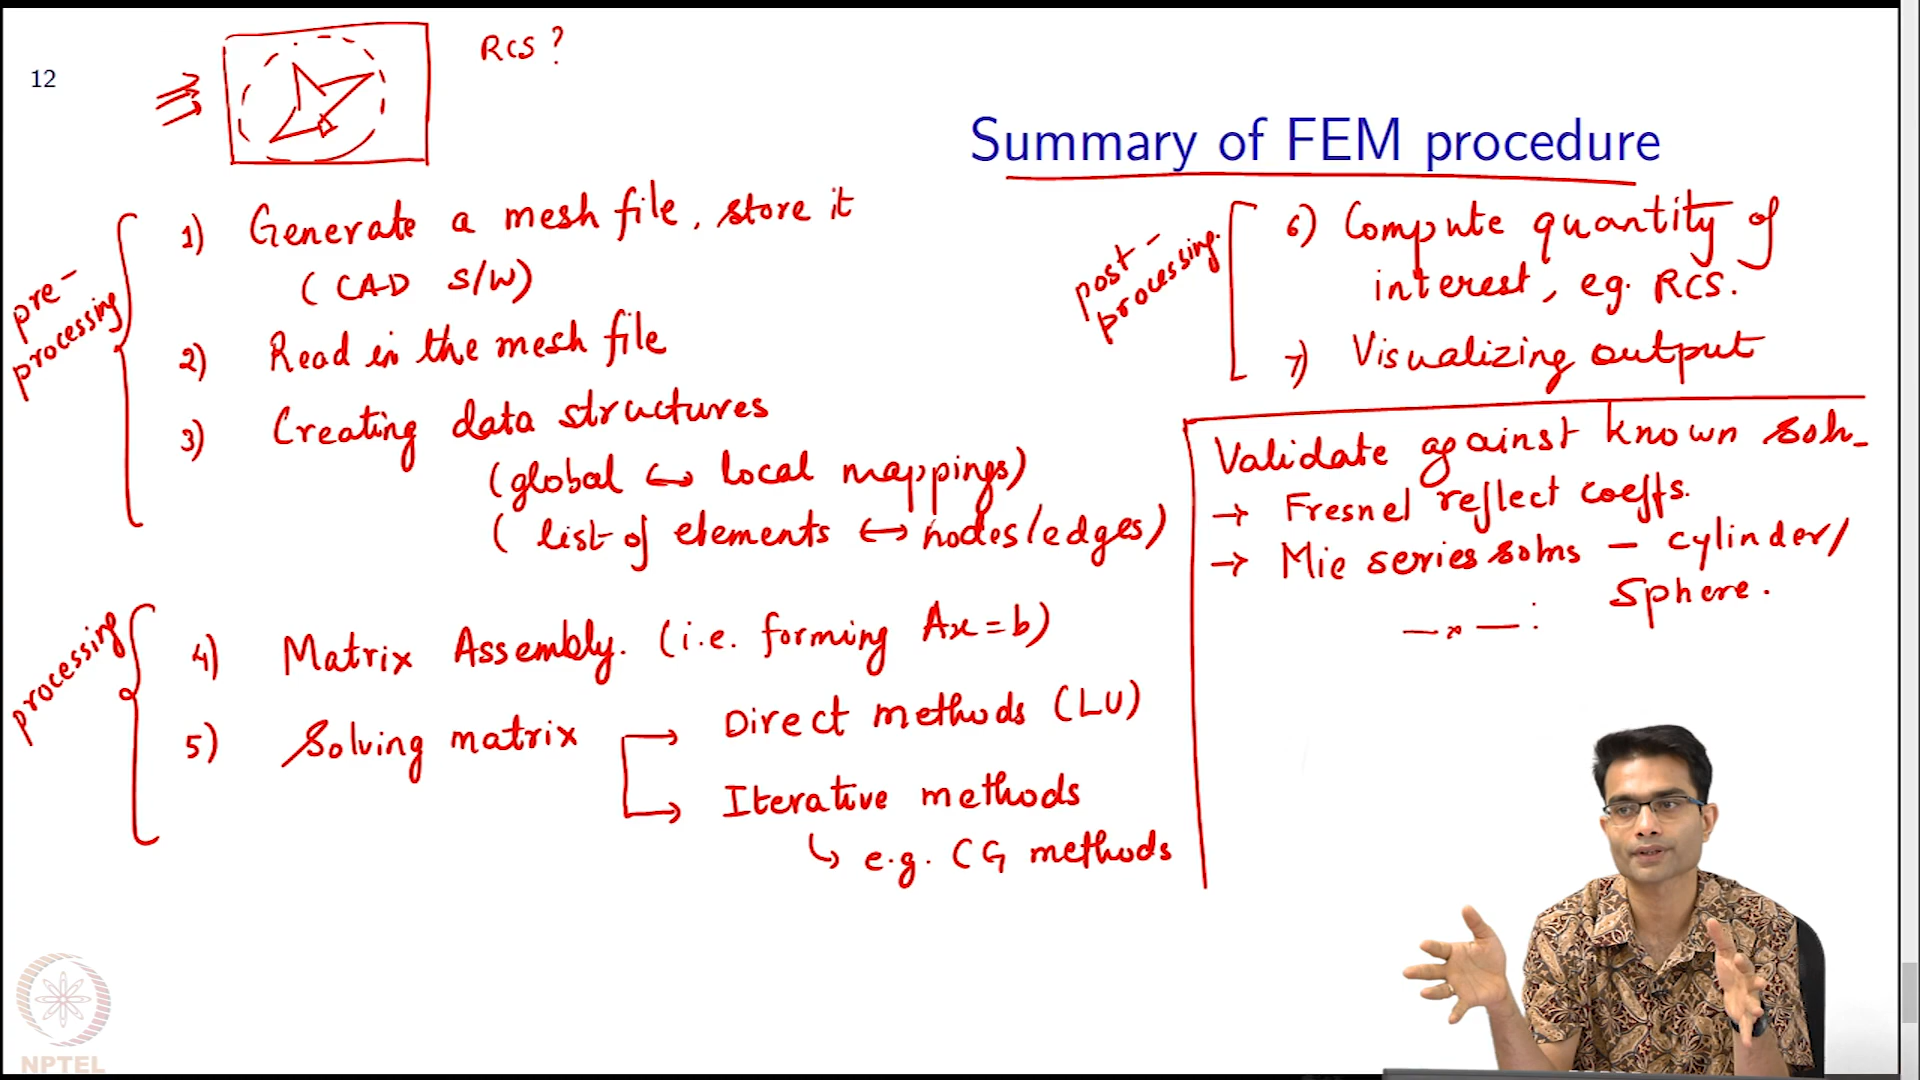 12
RCS ?
Summary of FEM procedure
pre-
processing
1) Generate a mesh file, store it
(CAD S/W)
2) Read in the mesh file
3) Creating data structures
(global ↔ local mappings)
( list of elements ↔ nodes/edges)
processing
4) Matrix Assembly. (i.e. forming Ax=b)
5) Solving matrix → Direct methods (LU)
→ Iterative methods
↳ e.g. CG methods
post-
processing.
6) Compute quantity of
interest, eg. RCS.
7) Visualizing output
Validate against known soln_
→ Fresnel reflect coeffs.
→ Mie series solns – cylinder/
Sphere.
NPTEL